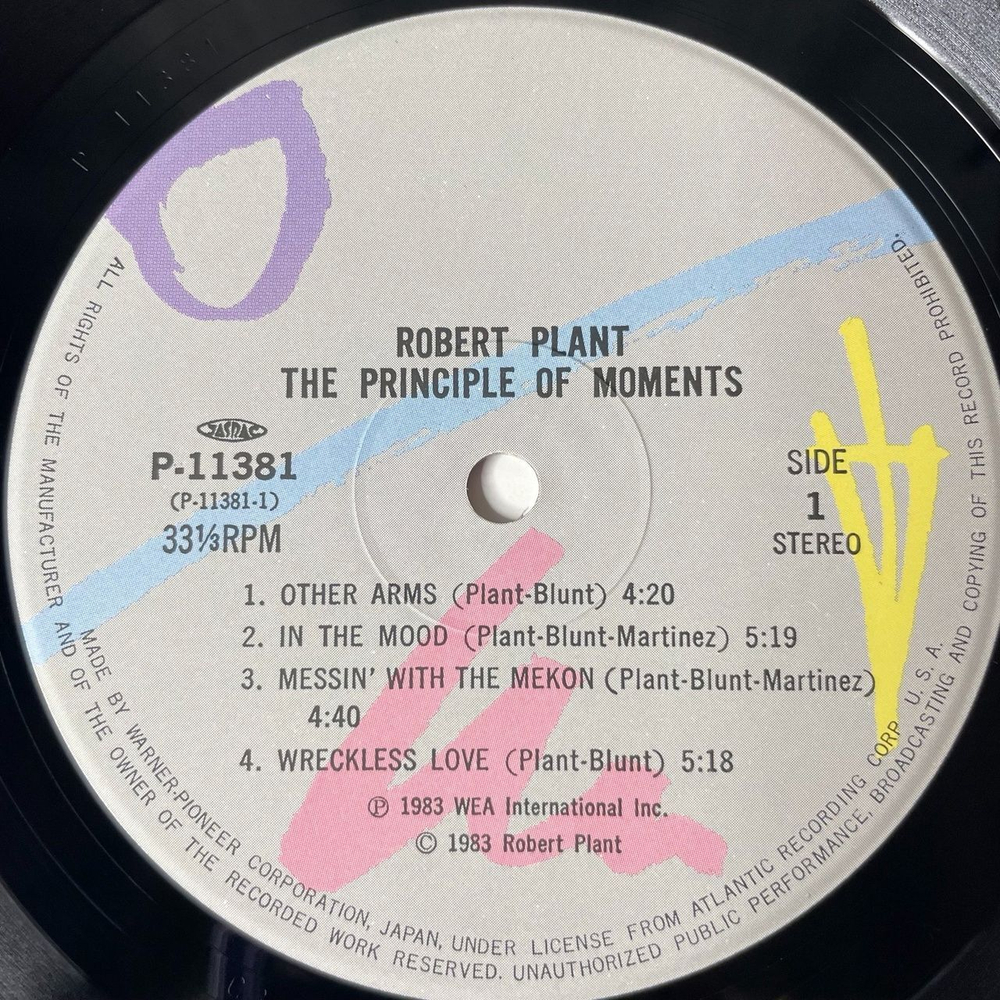 ROBERT PLANT
THE PRINCIPLE OF MOMENTS
JASRAC
P-11381
(P-11381-1)
33⅓RPM
SIDE
1
STEREO
1. OTHER ARMS (Plant-Blunt) 4:20
2. IN THE MOOD (Plant-Blunt-Martinez) 5:19
3. MESSIN' WITH THE MEKON (Plant-Blunt-Martinez)
4:40
4. WRECKLESS LOVE (Plant-Blunt) 5:18
Ⓟ 1983 WEA International Inc.
© 1983 Robert Plant
MADE BY WARNER-PIONEER CORPORATION, JAPAN, UNDER LICENSE FROM ATLANTIC RECORDING CORP. U. S. A.
ALL RIGHTS OF THE MANUFACTURER AND OF THE OWNER OF THE RECORDED WORK RESERVED. UNAUTHORIZED PUBLIC PERFORMANCE, BROADCASTING AND COPYING OF THIS RECORD PROHIBITED.